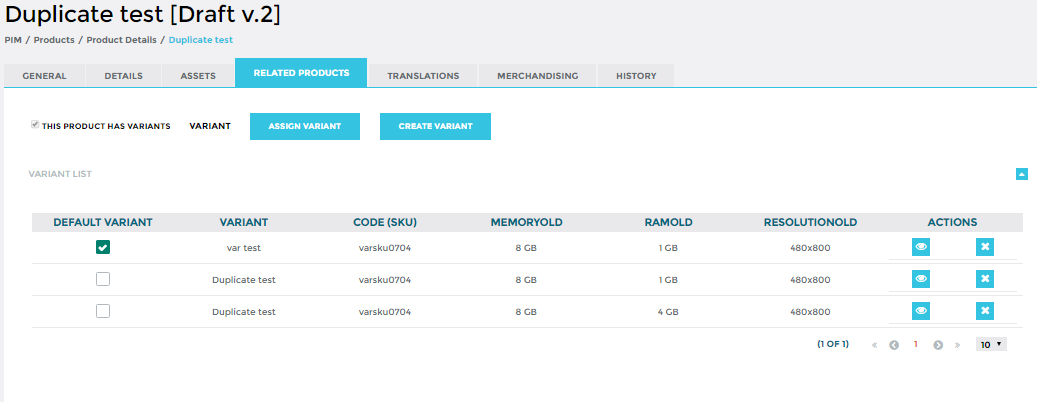 Duplicate test [Draft v.2]
PIM / Products / Product Details / Duplicate test
GENERAL DETAILS ASSETS RELATED PRODUCTS TRANSLATIONS MERCHANDISING HISTORY
THIS PRODUCT HAS VARIANTS VARIANT ASSIGN VARIANT CREATE VARIANT
VARIANT LIST
DEFAULT VARIANT VARIANT CODE (SKU) MEMORYOLD RAMOLD RESOLUTIONOLD ACTIONS
var test varsku0704 8 GB 1 GB 480x800
Duplicate test varsku0704 8 GB 1 GB 480x800
Duplicate test varsku0704 8 GB 4 GB 480x800
(1 OF 1) « 1 » 10